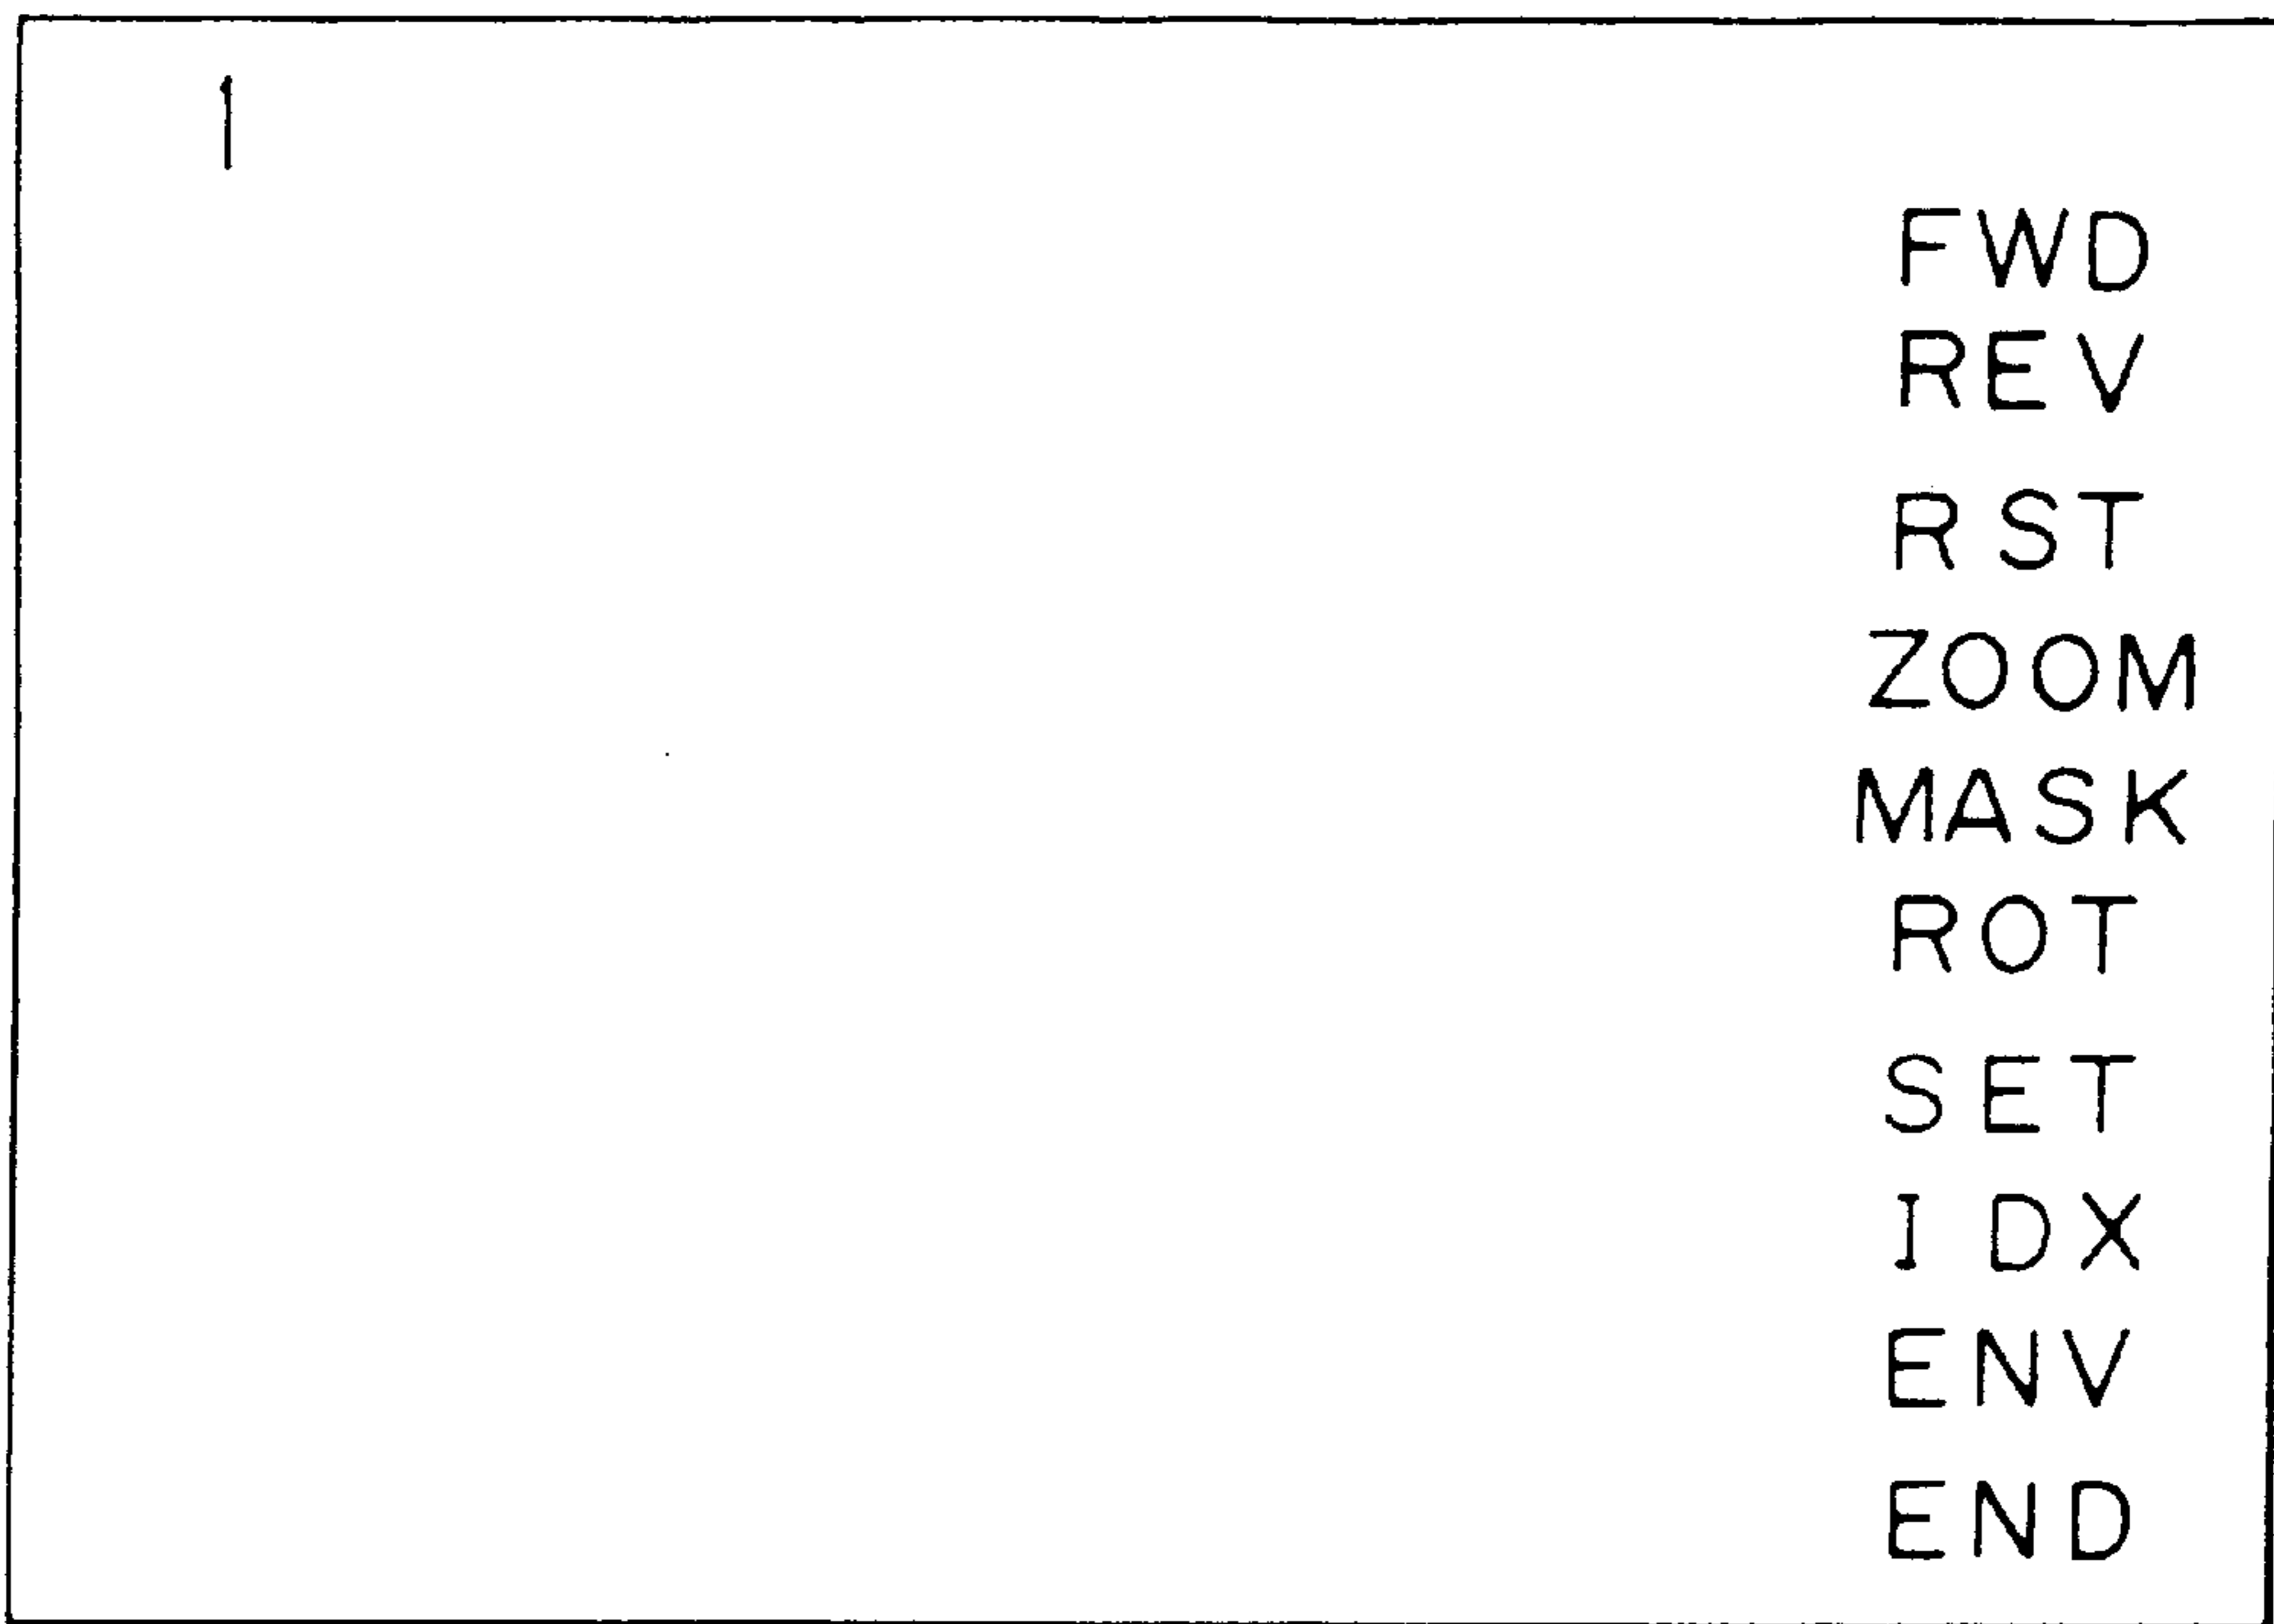 1
FWD
REV
RST
ZOOM
MASK
ROT
SET
IDX
ENV
END